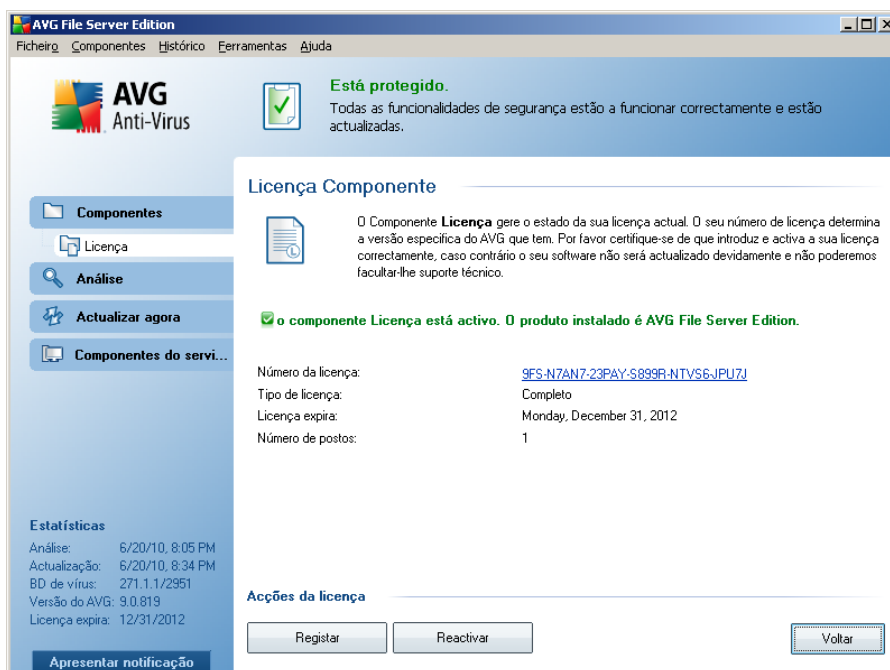 AVG File Server Edition
Ficheiro Componentes Histórico Ferramentas Ajuda
AVG
Anti-Virus
Está protegido.
Todas as funcionalidades de segurança estão a funcionar correctamente e estão
actualizadas.
Componentes
Licença
Análise
Actualizar agora
Componentes do servi...
Licença Componente
O Componente Licença gere o estado da sua licença actual. O seu número de licença determina
a versão especifica do AVG que tem. Por favor certifique-se de que introduz e activa a sua licença
correctamente, caso contrário o seu software não será actualizado devidamente e não poderemos
facultar-lhe suporte técnico.
o componente Licença está activo. O produto instalado é AVG File Server Edition.
Número da licença: 9FS-N7AN7-23PAY-S899R-NTVS6-JPU7J
Tipo de licença: Completo
Licença expira: Monday, December 31, 2012
Número de postos: 1
Estatísticas
Análise: 6/20/10, 8:05 PM
Actualização: 6/20/10, 8:34 PM
BD de vírus: 271.1.1/2951
Versão do AVG: 9.0.819
Licença expira: 12/31/2012
Apresentar notificação
Acções da licença
Registar Reactivar Voltar